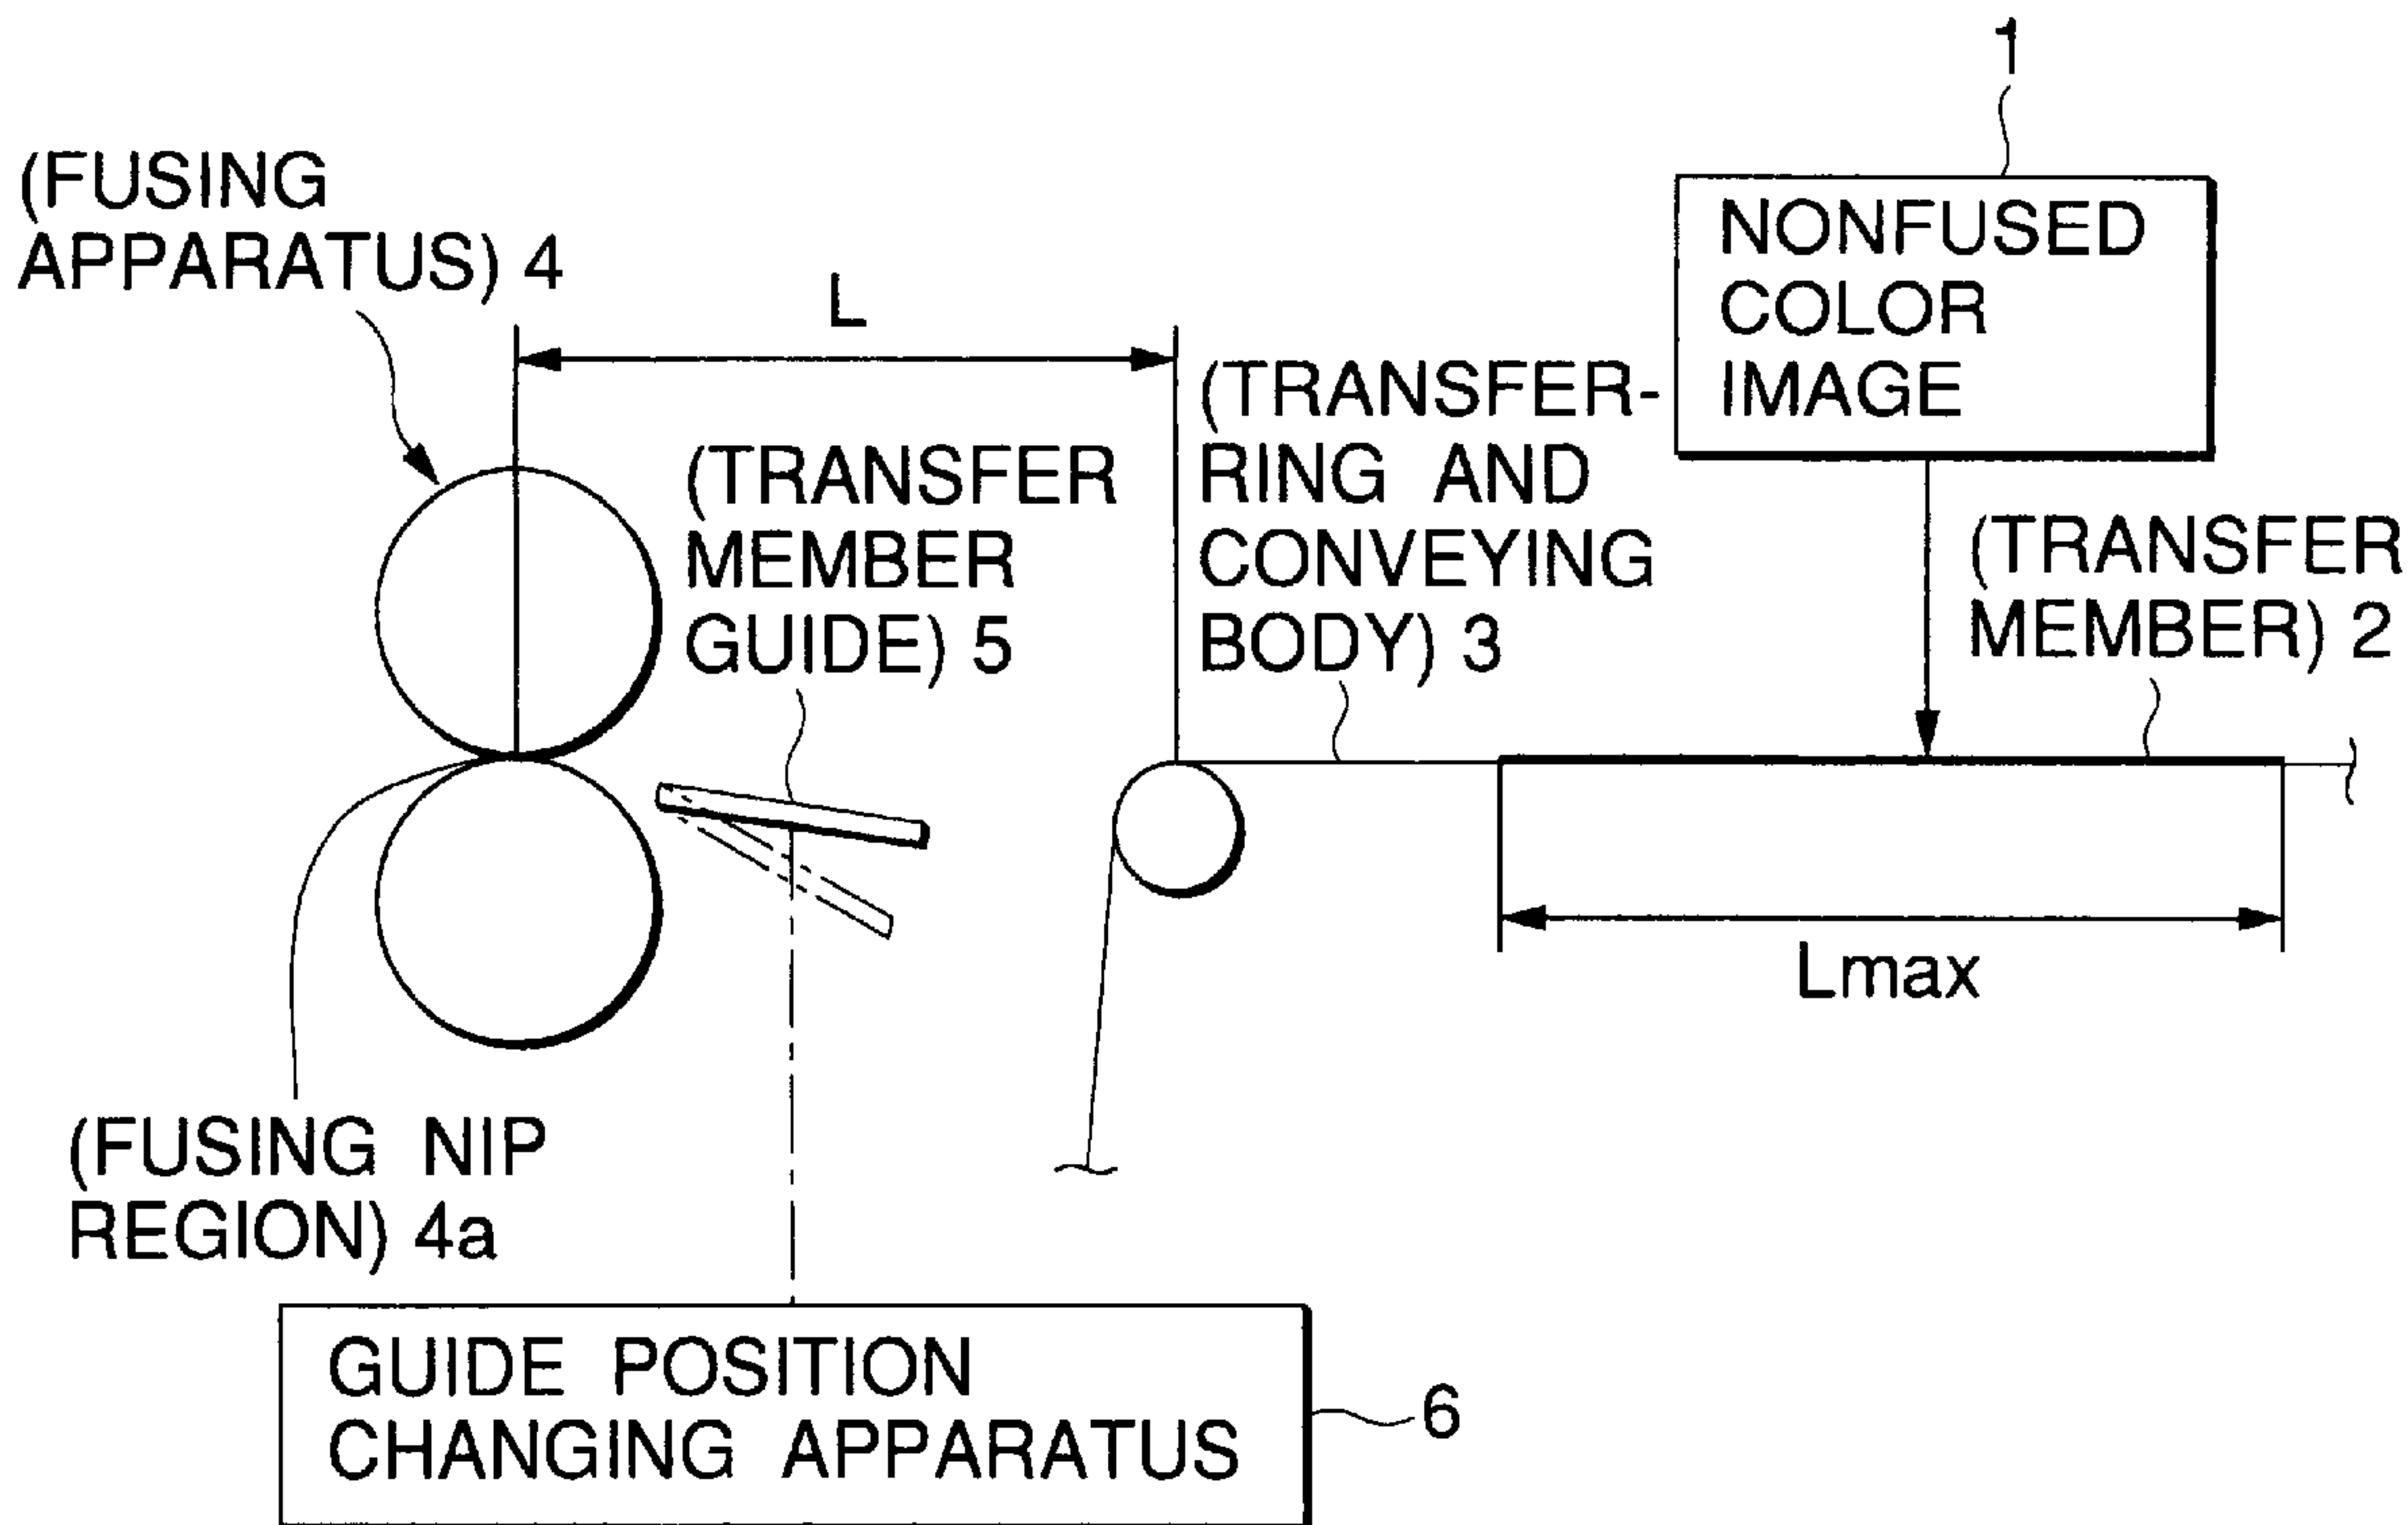 1
(FUSING
APPARATUS) 4
L
NONFUSED
COLOR
IMAGE
(TRANSFER-
RING AND
CONVEYING
BODY) 3
(TRANSFER
MEMBER
GUIDE) 5
(TRANSFER
MEMBER) 2
Lmax
(FUSING NIP
REGION) 4a
GUIDE POSITION
CHANGING APPARATUS
6